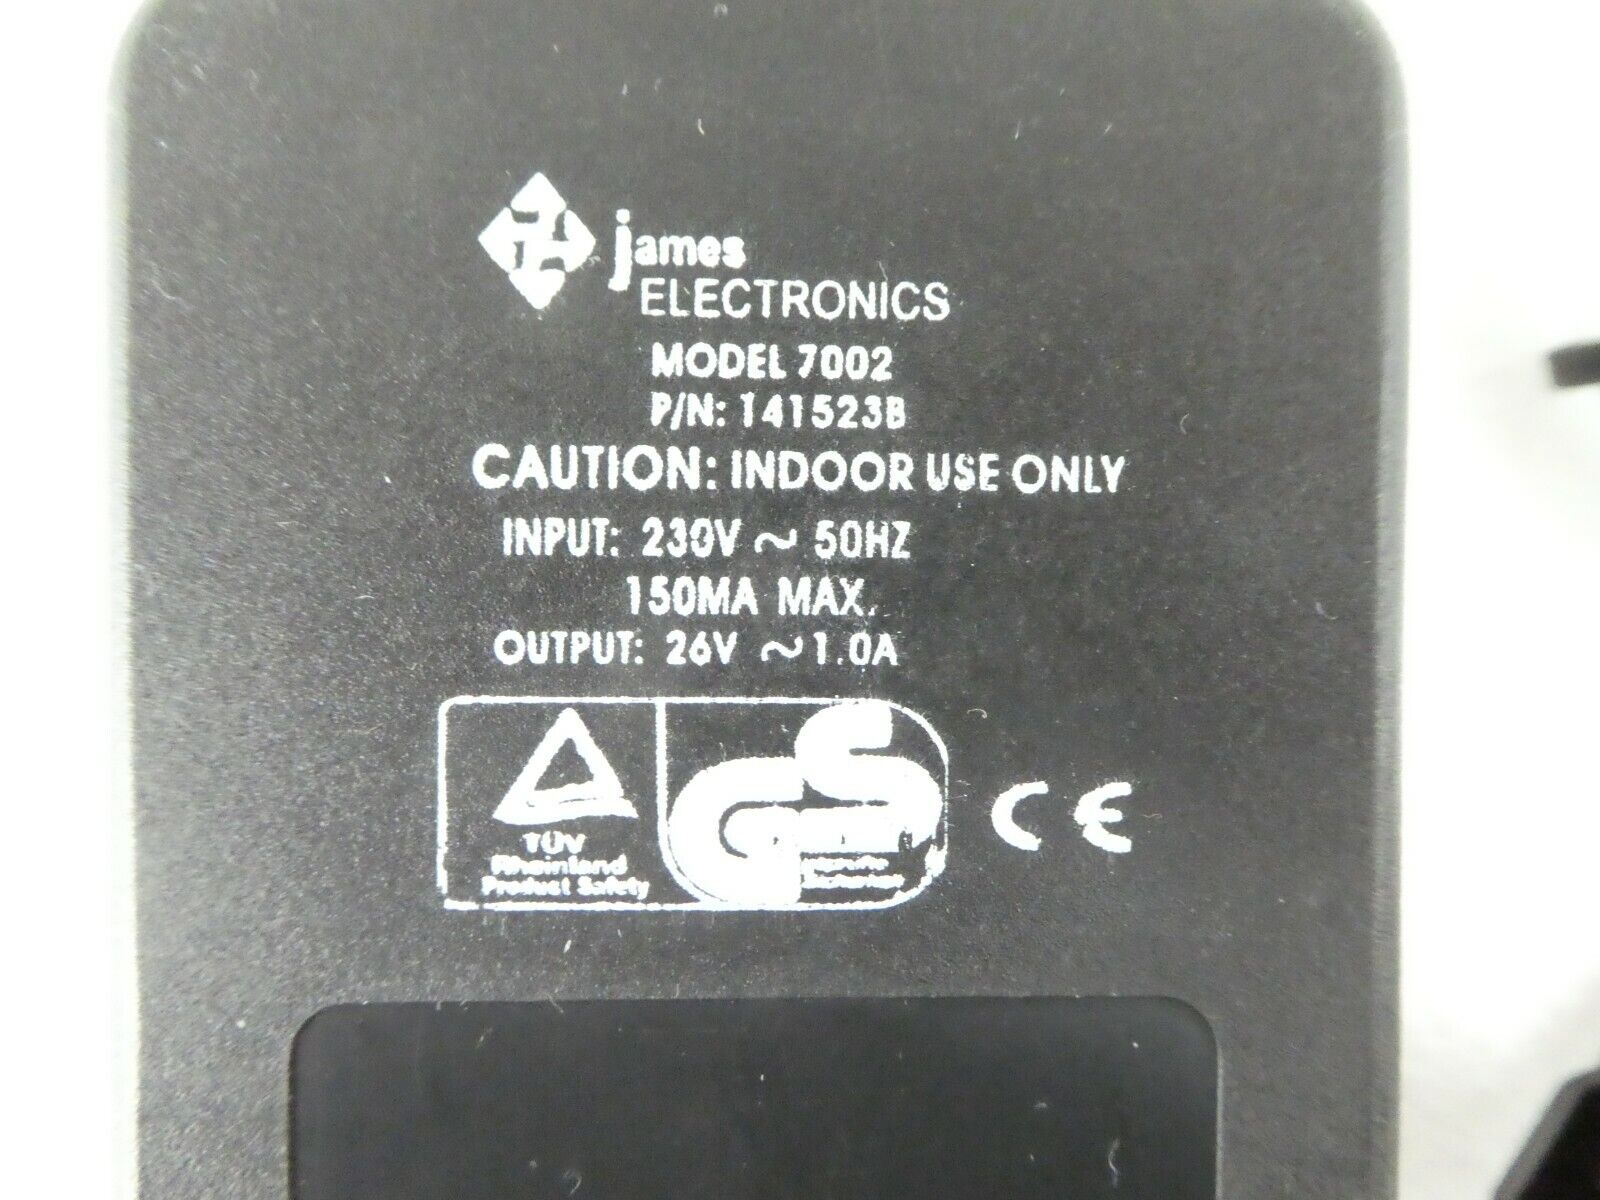 james
ELECTRONICS
MODEL 7002
P/N: 141523B
CAUTION: INDOOR USE ONLY
INPUT: 230V ~ 50HZ
150MA MAX.
OUTPUT: 26V ~ 1.0A
TÜV
Rheinland
Product Safety
GS
CE